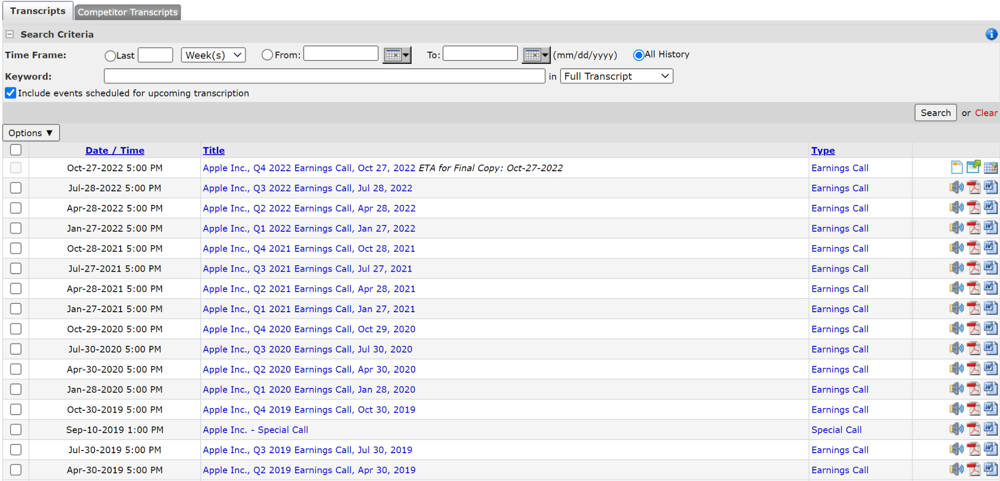 Transcripts Competitor Transcripts
Search Criteria
Time Frame: Last Week(s) From: To: (mm/dd/yyyy) All History
Keyword: in Full Transcript
Include events scheduled for upcoming transcription
Search or Clear
Options ▼
Date / Time Title Type
Oct-27-2022 5:00 PM Apple Inc., Q4 2022 Earnings Call, Oct 27, 2022 ETA for Final Copy: Oct-27-2022 Earnings Call
Jul-28-2022 5:00 PM Apple Inc., Q3 2022 Earnings Call, Jul 28, 2022 Earnings Call
Apr-28-2022 5:00 PM Apple Inc., Q2 2022 Earnings Call, Apr 28, 2022 Earnings Call
Jan-27-2022 5:00 PM Apple Inc., Q1 2022 Earnings Call, Jan 27, 2022 Earnings Call
Oct-28-2021 5:00 PM Apple Inc., Q4 2021 Earnings Call, Oct 28, 2021 Earnings Call
Jul-27-2021 5:00 PM Apple Inc., Q3 2021 Earnings Call, Jul 27, 2021 Earnings Call
Apr-28-2021 5:00 PM Apple Inc., Q2 2021 Earnings Call, Apr 28, 2021 Earnings Call
Jan-27-2021 5:00 PM Apple Inc., Q1 2021 Earnings Call, Jan 27, 2021 Earnings Call
Oct-29-2020 5:00 PM Apple Inc., Q4 2020 Earnings Call, Oct 29, 2020 Earnings Call
Jul-30-2020 5:00 PM Apple Inc., Q3 2020 Earnings Call, Jul 30, 2020 Earnings Call
Apr-30-2020 5:00 PM Apple Inc., Q2 2020 Earnings Call, Apr 30, 2020 Earnings Call
Jan-28-2020 5:00 PM Apple Inc., Q1 2020 Earnings Call, Jan 28, 2020 Earnings Call
Oct-30-2019 5:00 PM Apple Inc., Q4 2019 Earnings Call, Oct 30, 2019 Earnings Call
Sep-10-2019 1:00 PM Apple Inc. - Special Call Special Call
Jul-30-2019 5:00 PM Apple Inc., Q3 2019 Earnings Call, Jul 30, 2019 Earnings Call
Apr-30-2019 5:00 PM Apple Inc., Q2 2019 Earnings Call, Apr 30, 2019 Earnings Call